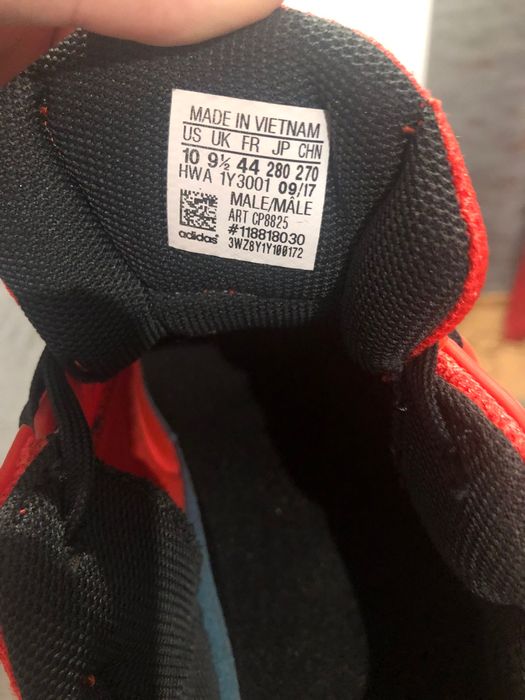 MADE IN VIETNAM
US UK FR JP CHN
10 9½ 44 280 270
HWA 1Y3001 09/17
MALE/MÂLE
ART CP8825
#118818030
adidas® 3WZ8Y1Y100172